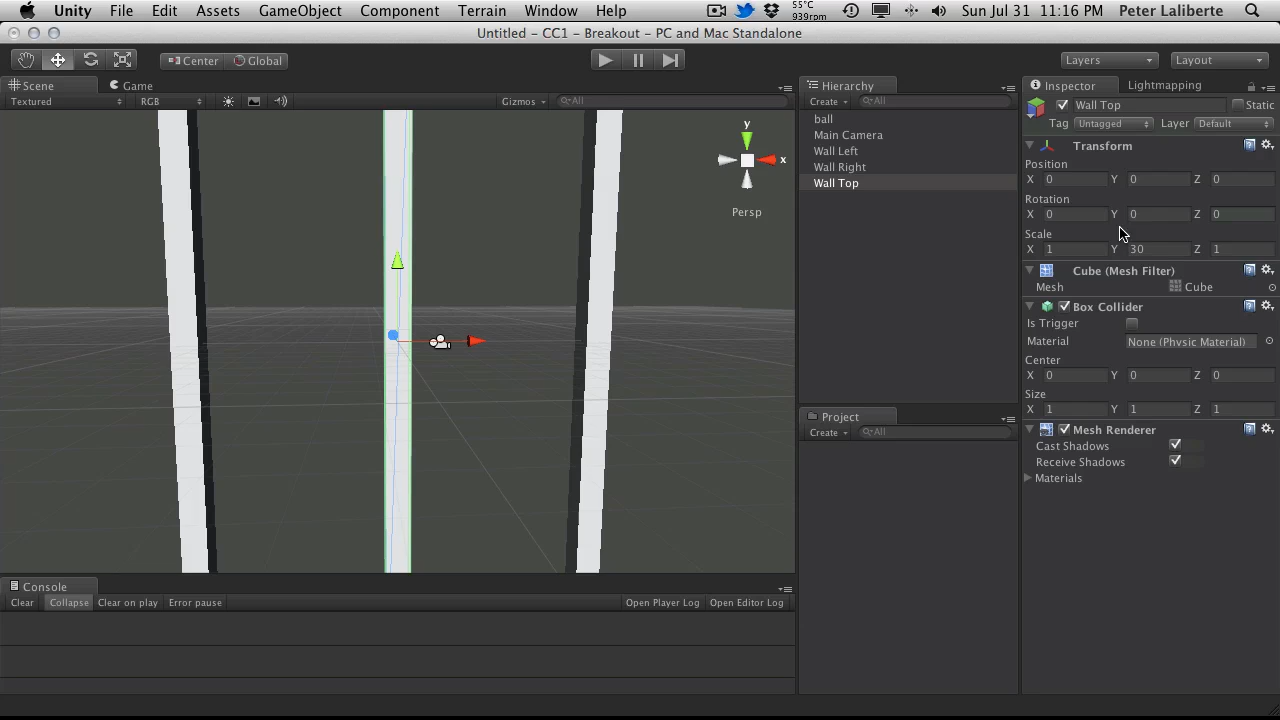 Unity File Edit Assets GameObject Component Terrain Window Help 55°C 939rpm Sun Jul 31 11:16 PM Peter Laliberte
Untitled – CC1 – Breakout – PC and Mac Standalone
Center Global Layers Layout
Scene Game
Textured RGB Gizmos All
y
x
Persp
Hierarchy
Create All
ball
Main Camera
Wall Left
Wall Right
Wall Top
Project
Create All
Inspector Lightmapping
Wall Top Static
Tag Untagged Layer Default
Transform
Position
X 0 Y 0 Z 0
Rotation
X 0 Y 0 Z 0
Scale
X 1 Y 30 Z 1
Cube (Mesh Filter)
Mesh Cube
Box Collider
Is Trigger
Material None (Physic Material)
Center
X 0 Y 0 Z 0
Size
X 1 Y 1 Z 1
Mesh Renderer
Cast Shadows
Receive Shadows
Materials
Console
Clear Collapse Clear on play Error pause Open Player Log Open Editor Log